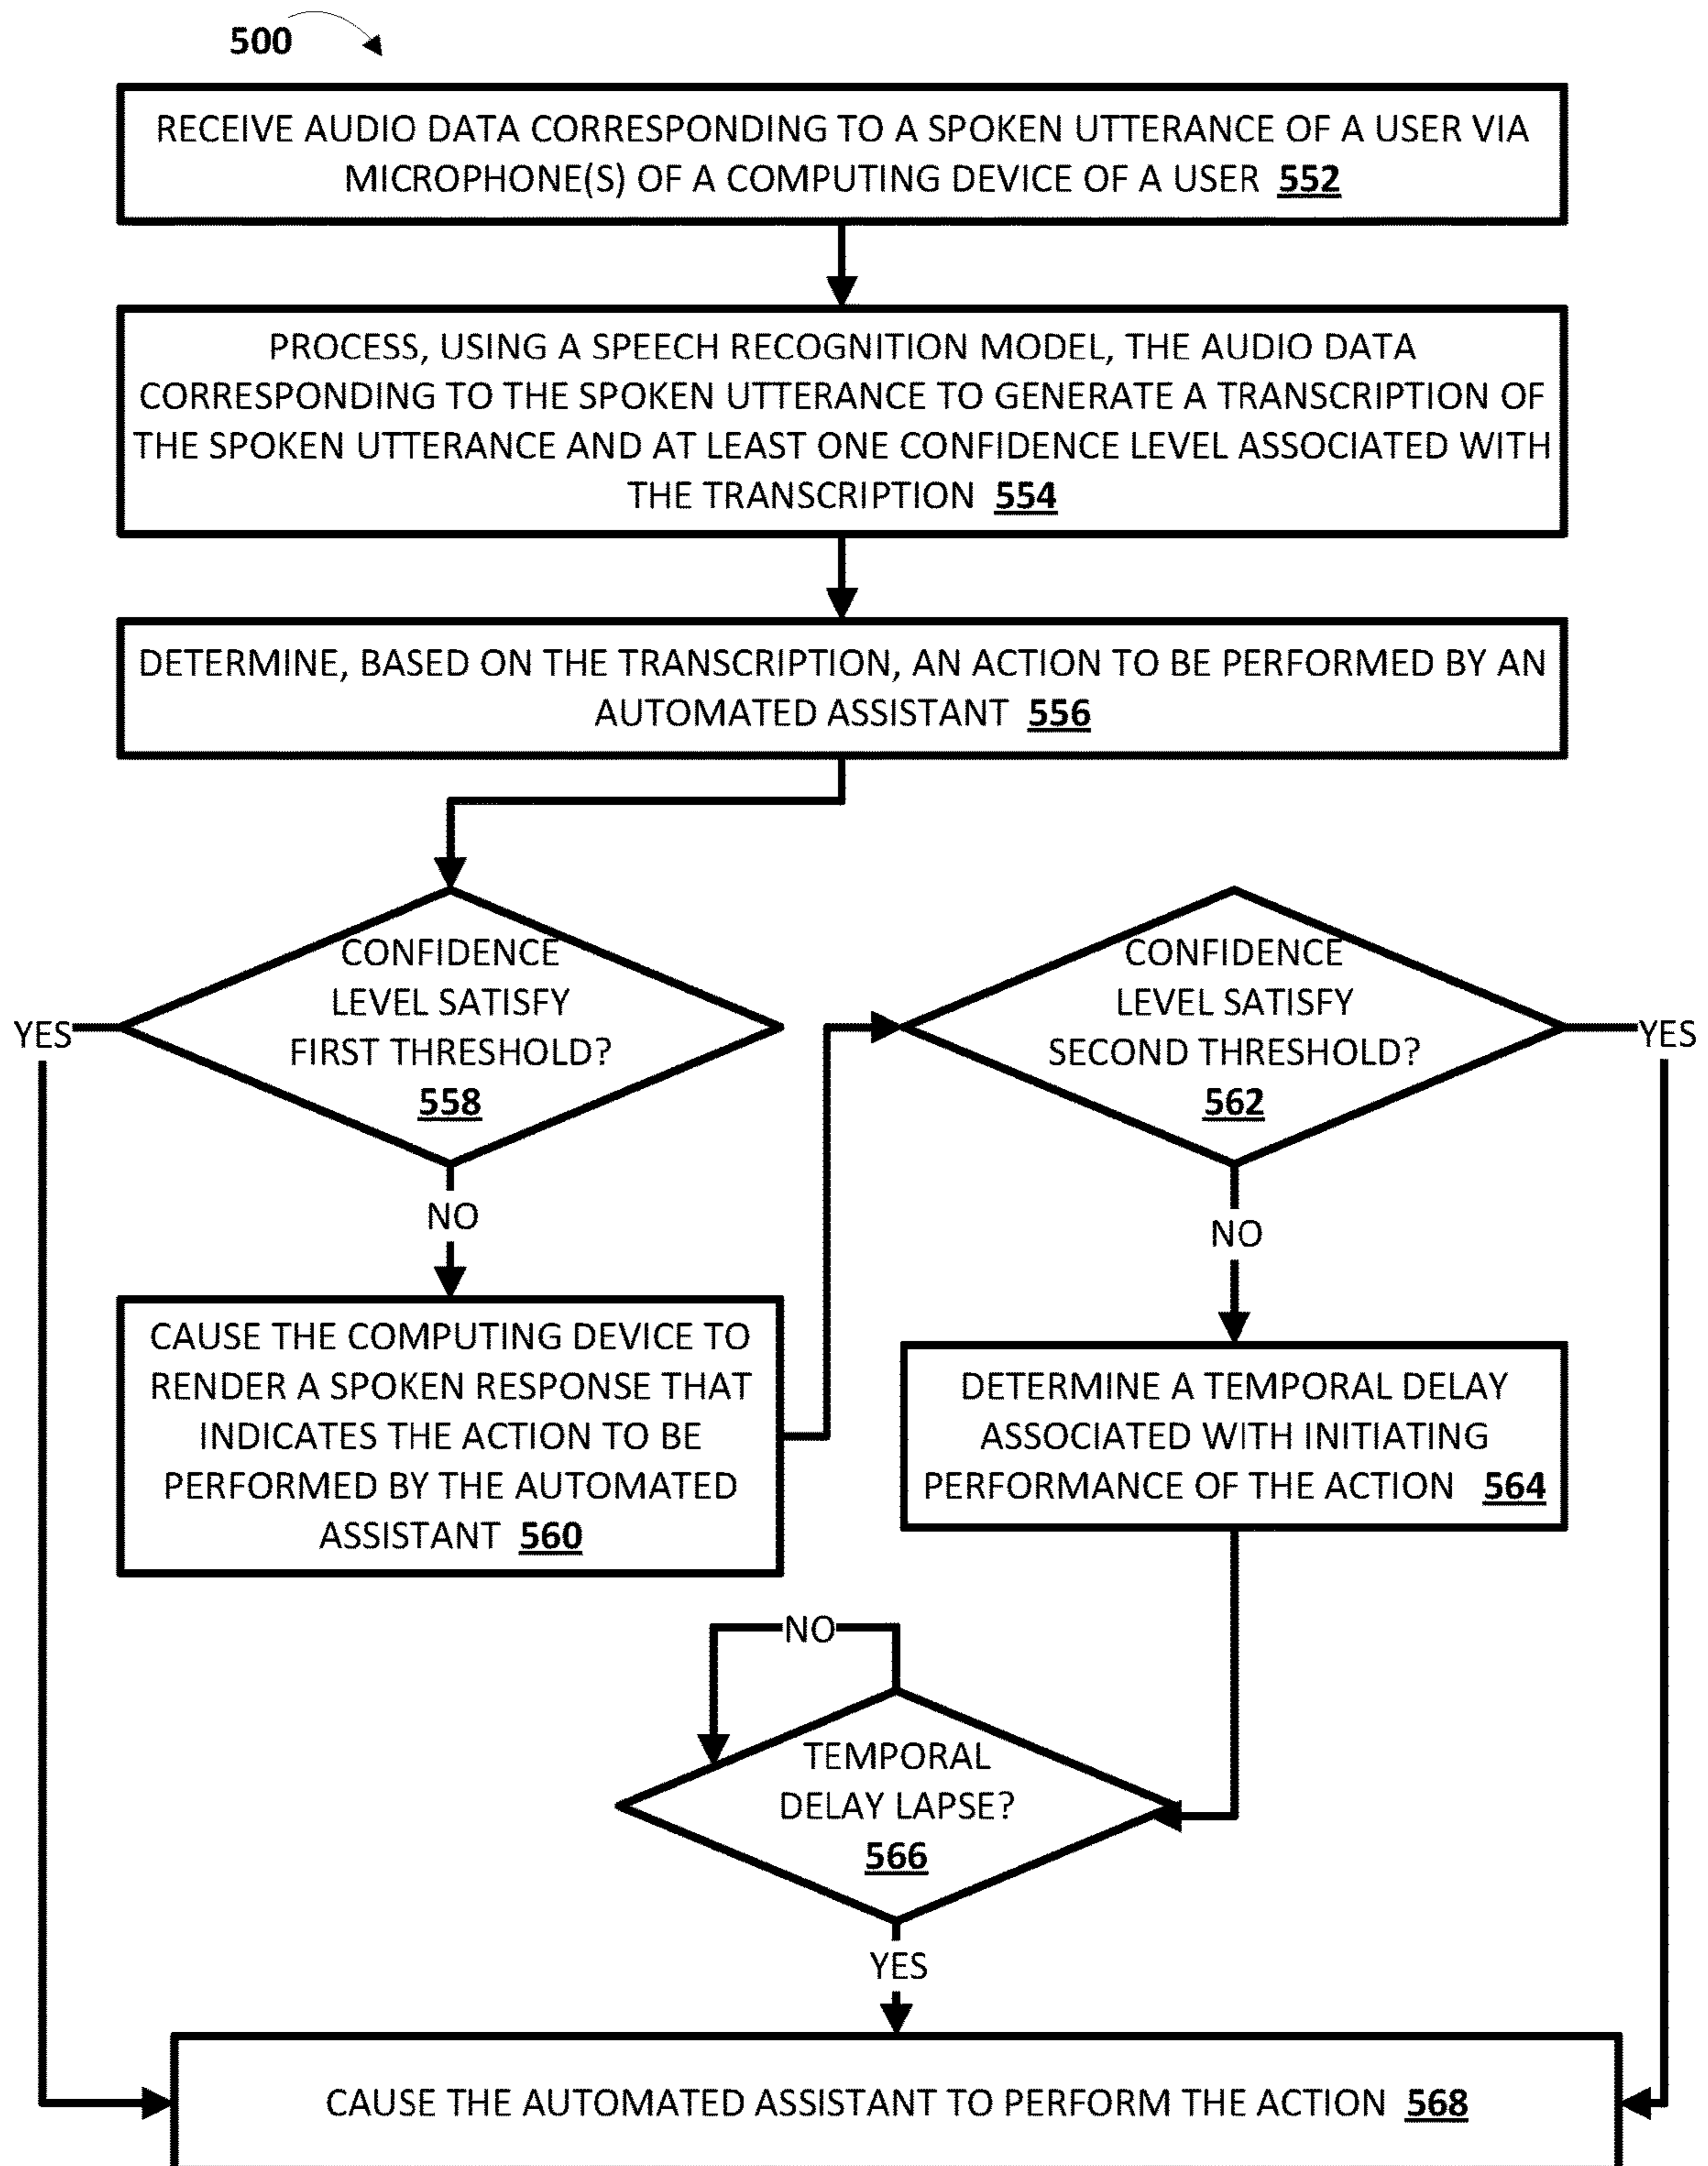 500
RECEIVE AUDIO DATA CORRESPONDING TO A SPOKEN UTTERANCE OF A USER VIA
MICROPHONE(S) OF A COMPUTING DEVICE OF A USER 552
PROCESS, USING A SPEECH RECOGNITION MODEL, THE AUDIO DATA
CORRESPONDING TO THE SPOKEN UTTERANCE TO GENERATE A TRANSCRIPTION OF
THE SPOKEN UTTERANCE AND AT LEAST ONE CONFIDENCE LEVEL ASSOCIATED WITH
THE TRANSCRIPTION 554
DETERMINE, BASED ON THE TRANSCRIPTION, AN ACTION TO BE PERFORMED BY AN
AUTOMATED ASSISTANT 556
CONFIDENCE
LEVEL SATISFY
FIRST THRESHOLD?
558
YES
NO
CAUSE THE COMPUTING DEVICE TO
RENDER A SPOKEN RESPONSE THAT
INDICATES THE ACTION TO BE
PERFORMED BY THE AUTOMATED
ASSISTANT 560
CONFIDENCE
LEVEL SATISFY
SECOND THRESHOLD?
562
YES
NO
DETERMINE A TEMPORAL DELAY
ASSOCIATED WITH INITIATING
PERFORMANCE OF THE ACTION 564
NO
TEMPORAL
DELAY LAPSE?
566
YES
CAUSE THE AUTOMATED ASSISTANT TO PERFORM THE ACTION 568